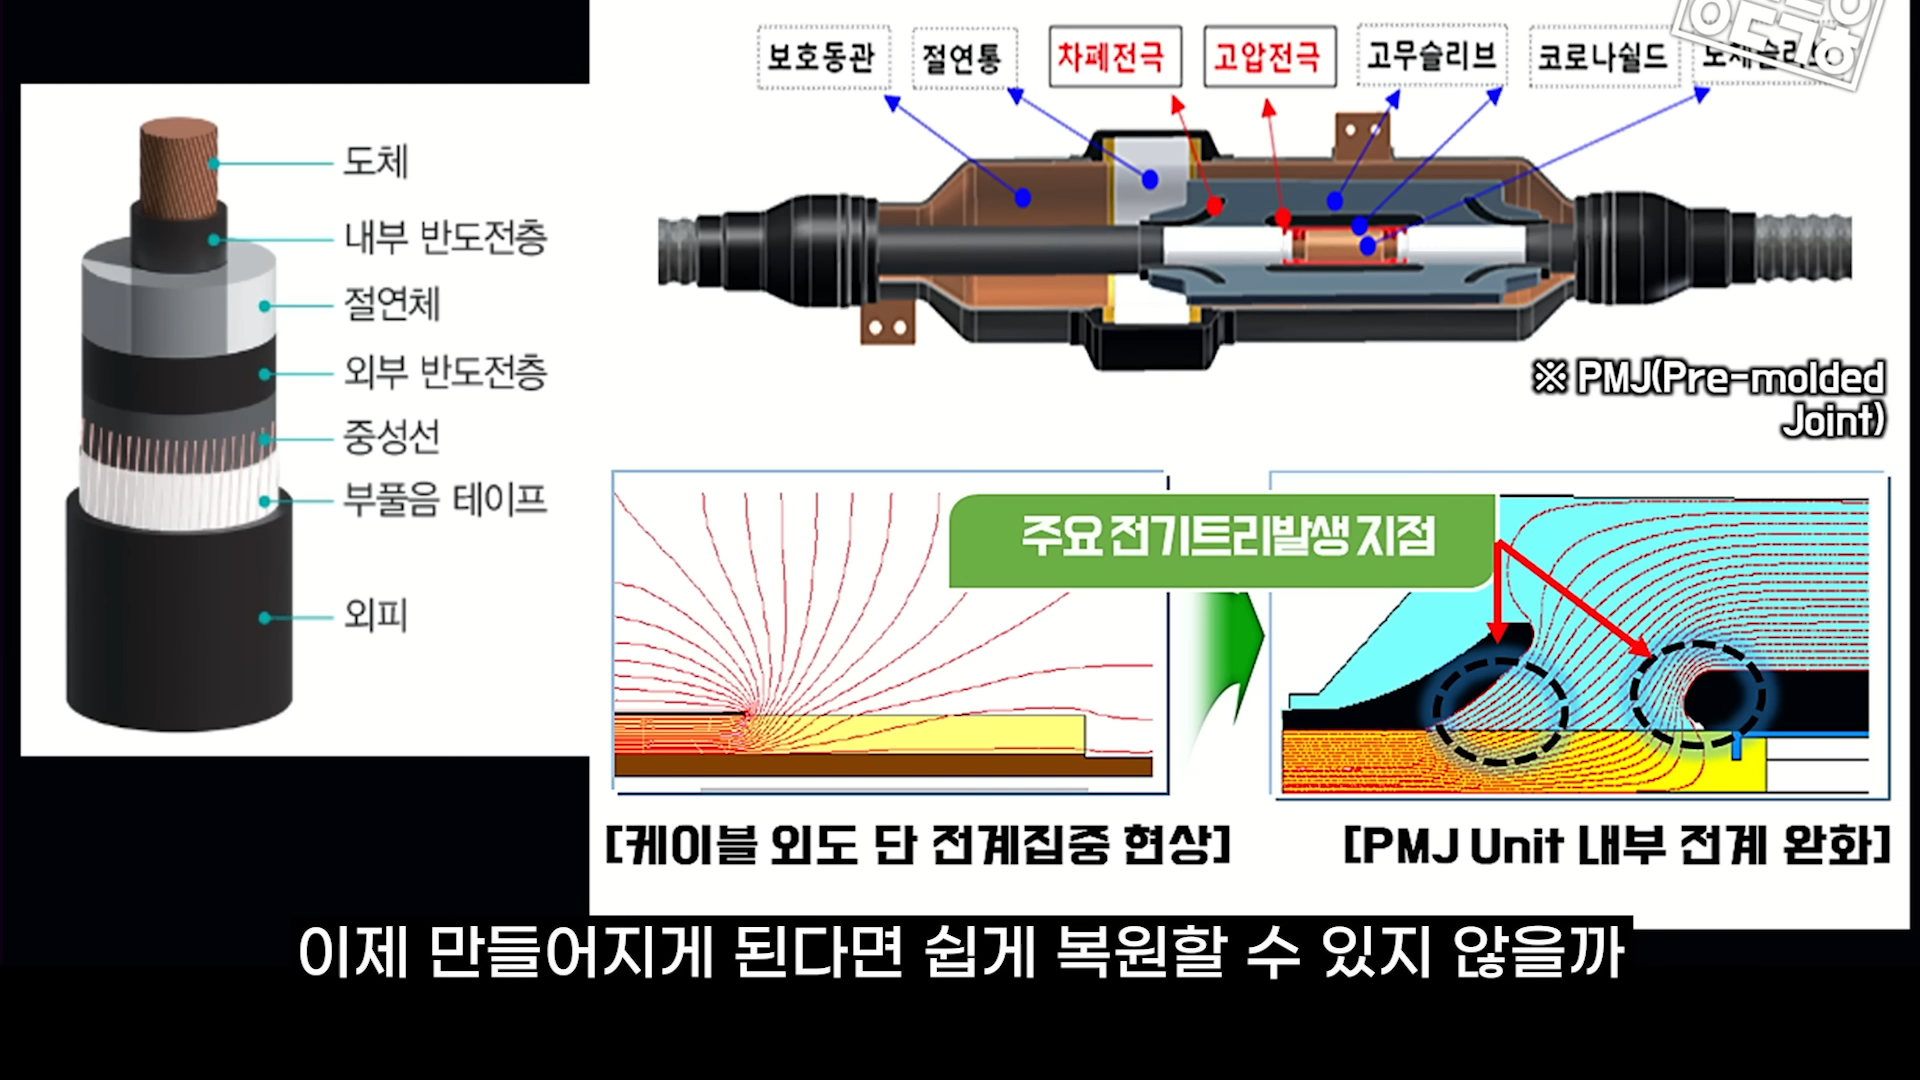 보호동관
절연통
차폐전극
고압전극
고무슬리브
코로나쉴드
도체
내부 반도전층
절연체
외부 반도전층
중성선
부풀음 테이프
외피
※ PMJ(Pre-molded
Joint)
주요 전기트리발생 지점
[케이블 외도 단 전계집중 현상]
[PMJ Unit 내부 전계 완화]
이제 만들어지게 된다면 쉽게 복원할 수 있지 않을까